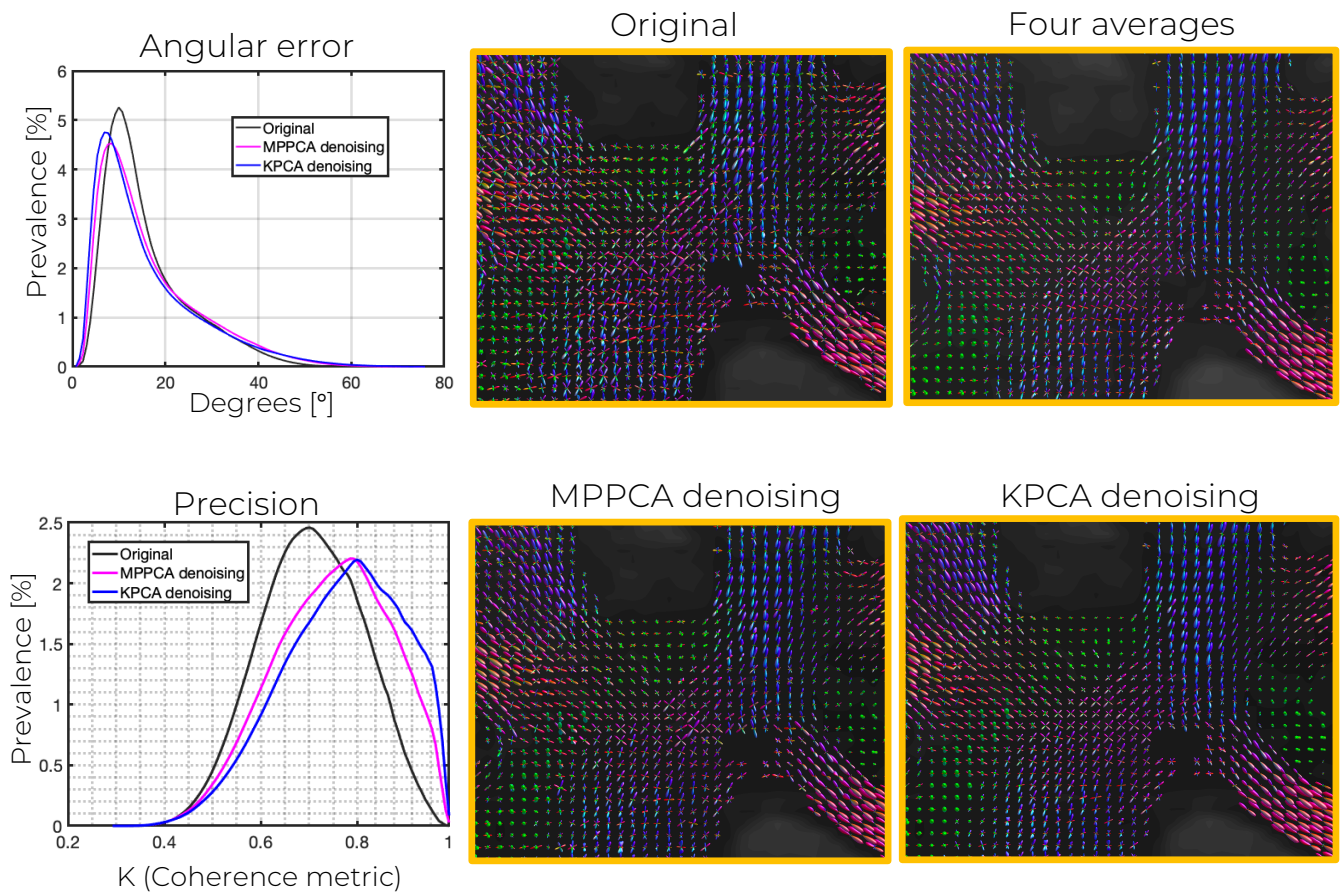 Angular error
Prevalence [%]
6
5
4
3
2
1
0
0 20 40 60 80
Degrees [°]
Original
MPPCA denoising
KPCA denoising
Original
Four averages
Precision
Prevalence [%]
2.5
2
1.5
1
0.5
0
0.2 0.4 0.6 0.8 1
K (Coherence metric)
Original
MPPCA denoising
KPCA denoising
MPPCA denoising
KPCA denoising